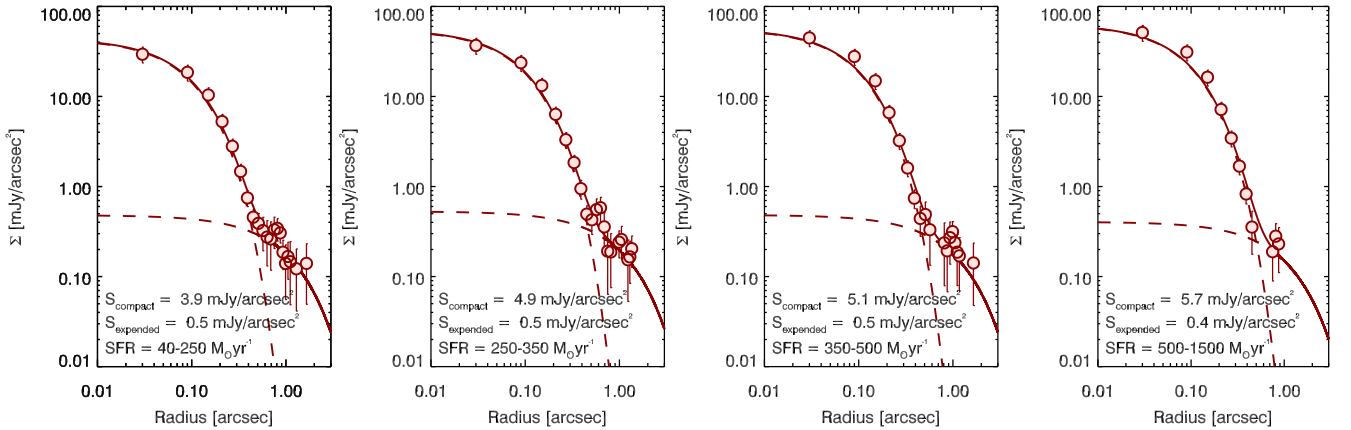 100.00
10.00
1.00
0.10
0.01
Σ [mJy/arcsec²]
S_compact = 3.9 mJy/arcsec²
S_expended = 0.5 mJy/arcsec²
SFR = 40-250 M_O yr⁻¹
0.01 0.10 1.00
Radius [arcsec]
100.00
10.00
1.00
0.10
0.01
Σ [mJy/arcsec²]
S_compact = 4.9 mJy/arcsec²
S_expended = 0.5 mJy/arcsec²
SFR = 250-350 M_O yr⁻¹
0.01 0.10 1.00
Radius [arcsec]
100.00
10.00
1.00
0.10
0.01
Σ [mJy/arcsec²]
S_compact = 5.1 mJy/arcsec²
S_expended = 0.5 mJy/arcsec²
SFR = 350-500 M_O yr⁻¹
0.01 0.10 1.00
Radius [arcsec]
100.00
10.00
1.00
0.10
0.01
Σ [mJy/arcsec²]
S_compact = 5.7 mJy/arcsec²
S_expended = 0.4 mJy/arcsec²
SFR = 500-1500 M_O yr⁻¹
0.01 0.10 1.00
Radius [arcsec]